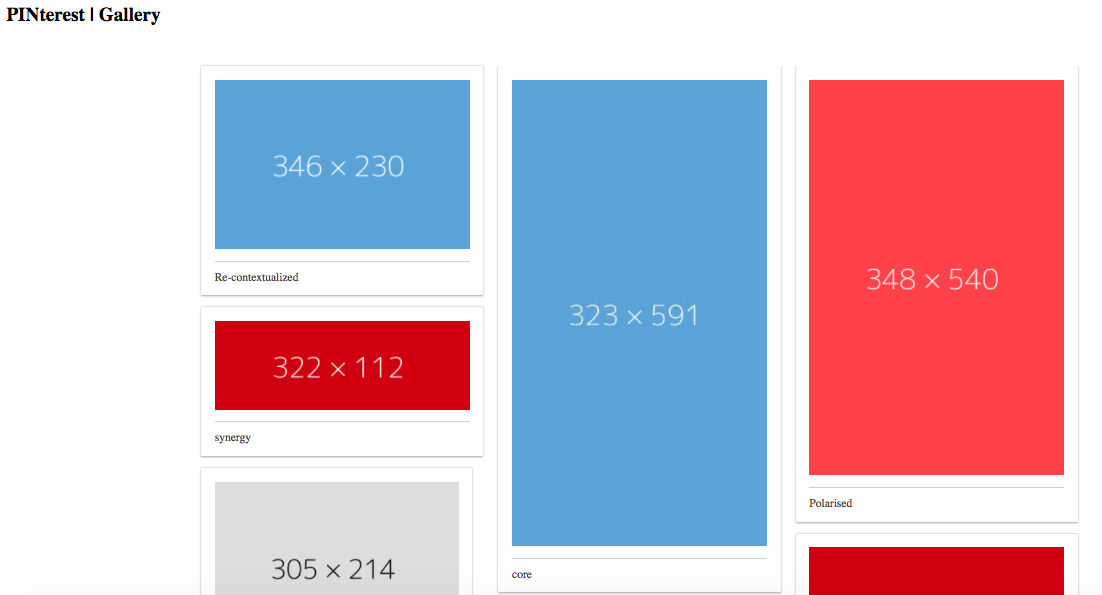 PINterest | Gallery
346 × 230
Re-contextualized
322 × 112
synergy
305 × 214
323 × 591
core
348 × 540
Polarised